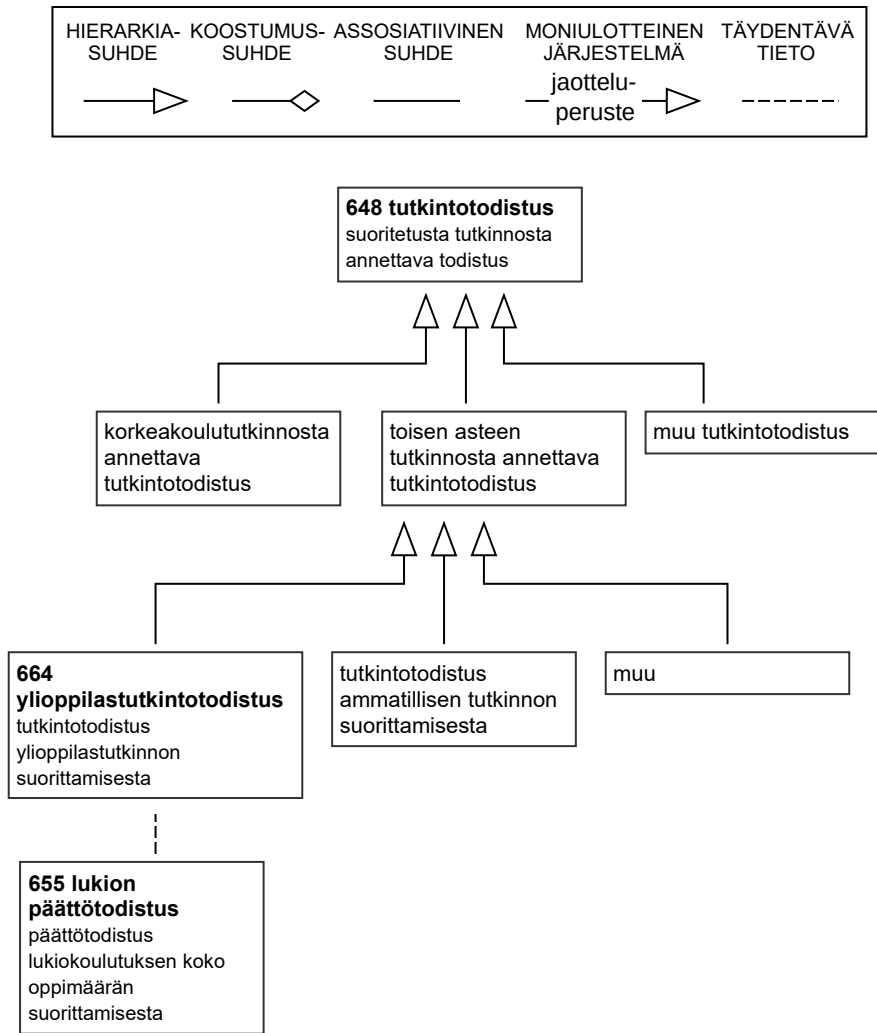 HIERARKIA-
SUHDE
KOOSTUMUS-
SUHDE
ASSOSIATIIVINEN
SUHDE
MONIULOTTEINEN
JÄRJESTELMÄ
jaottelu-
peruste
TÄYDENTÄVÄ
TIETO
648 tutkintotodistus
suoritetusta tutkinnosta
annettava todistus
korkeakoulututkinnosta
annettava
tutkintotodistus
toisen asteen
tutkinnosta annettava
tutkintotodistus
muu tutkintotodistus
664
ylioppilastutkintotodistus
tutkintotodistus
ylioppilastutkinnon
suorittamisesta
tutkintotodistus
ammatillisen tutkinnon
suorittamisesta
muu
655 lukion
päättötodistus
päättötodistus
lukiokoulutuksen koko
oppimäärän
suorittamisesta